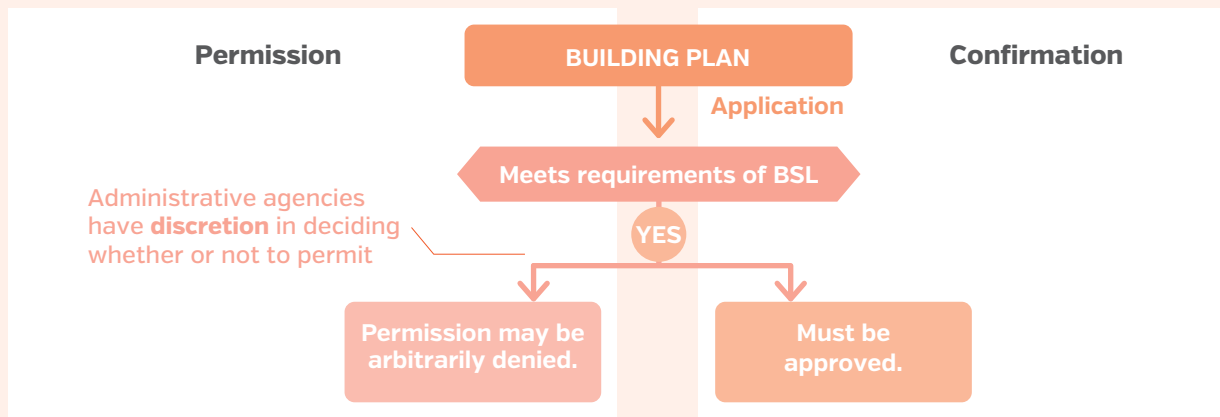 Permission
BUILDING PLAN
Confirmation
Application
Meets requirements of BSL
Administrative agencies
have discretion in deciding
whether or not to permit
YES
Permission may be
arbitrarily denied.
Must be
approved.